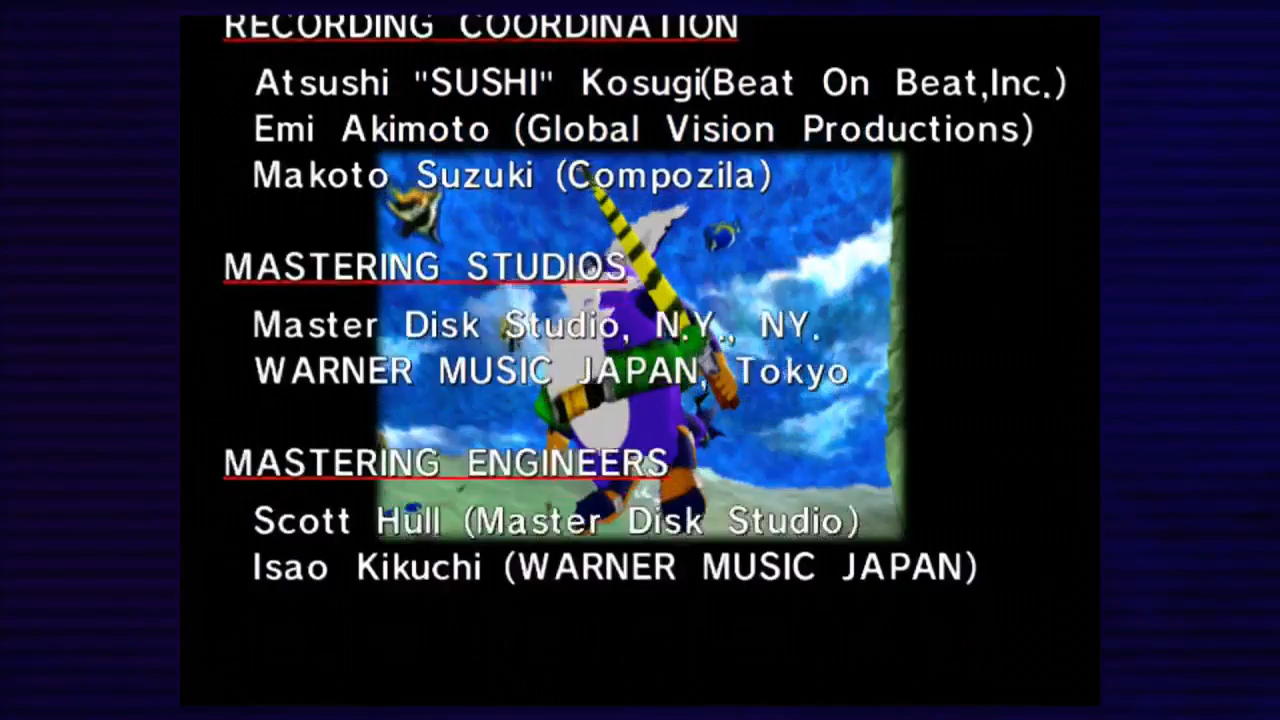 RECORDING COORDINATION
Atsushi "SUSHI" Kosugi(Beat On Beat,Inc.)
Emi Akimoto (Global Vision Productions)
Makoto Suzuki (Compozila)
MASTERING STUDIOS
Master Disk Studio, N.Y., NY.
WARNER MUSIC JAPAN, Tokyo
MASTERING ENGINEERS
Scott Hull (Master Disk Studio)
Isao Kikuchi (WARNER MUSIC JAPAN)